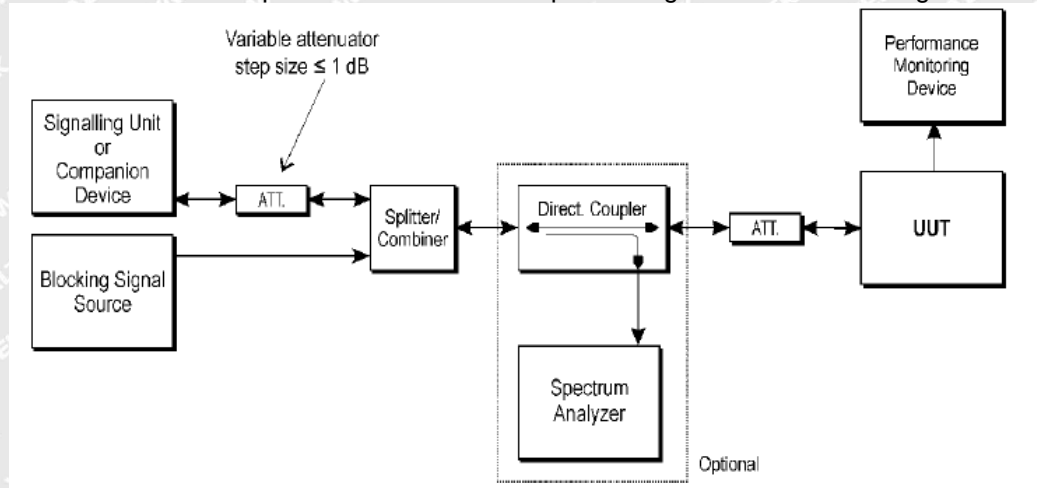 Variable attenuator
step size ≤ 1 dB
Performance
Monitoring
Device
Signalling Unit
or
Companion
Device
ATT.
Splitter/
Combiner
Direct. Coupler
ATT.
UUT
Blocking Signal
Source
Spectrum
Analyzer
Optional